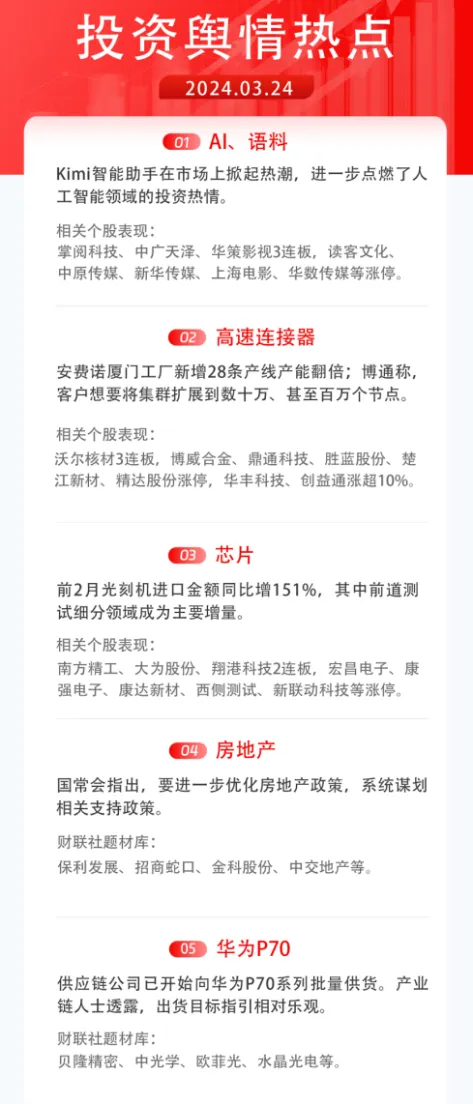 投资舆情热点
2024.03.24
01 AI、语料
Kimi智能助手在市场上掀起热潮，进一步点燃了人
工智能领域的投资热情。
相关个股表现：
掌阅科技、中广天泽、华策影视3连板，读客文化、
中原传媒、新华传媒、上海电影、华数传媒等涨停。
02 高速连接器
安费诺厦门工厂新增28条产线产能翻倍；博通称，
客户想要将集群扩展到数十万、甚至百万个节点。
相关个股表现：
沃尔核材3连板，博威合金、鼎通科技、胜蓝股份、楚
江新材、精达股份涨停，华丰科技、创益通涨超10%。
03 芯片
前2月光刻机进口金额同比增151%，其中前道测
试细分领域成为主要增量。
相关个股表现：
南方精工、大为股份、翔港科技2连板，宏昌电子、康
强电子、康达新材、西侧测试、新联动科技等涨停。
04 房地产
国常会指出，要进一步优化房地产政策，系统谋划
相关支持政策。
财联社题材库：
保利发展、招商蛇口、金科股份、中交地产等。
05 华为P70
供应链公司已开始向华为P70系列批量供货。产业
链人士透露，出货目标指引相对乐观。
财联社题材库：
贝隆精密、中光学、欧菲光、水晶光电等。